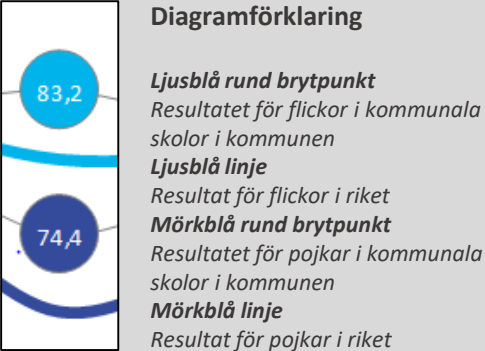 83,2
74,4
Diagramförklaring
Ljusblå rund brytpunkt
Resultatet för flickor i kommunala
skolor i kommunen
Ljusblå linje
Resultat för flickor i riket
Mörkblå rund brytpunkt
Resultatet för pojkar i kommunala
skolor i kommunen
Mörkblå linje
Resultat för pojkar i riket